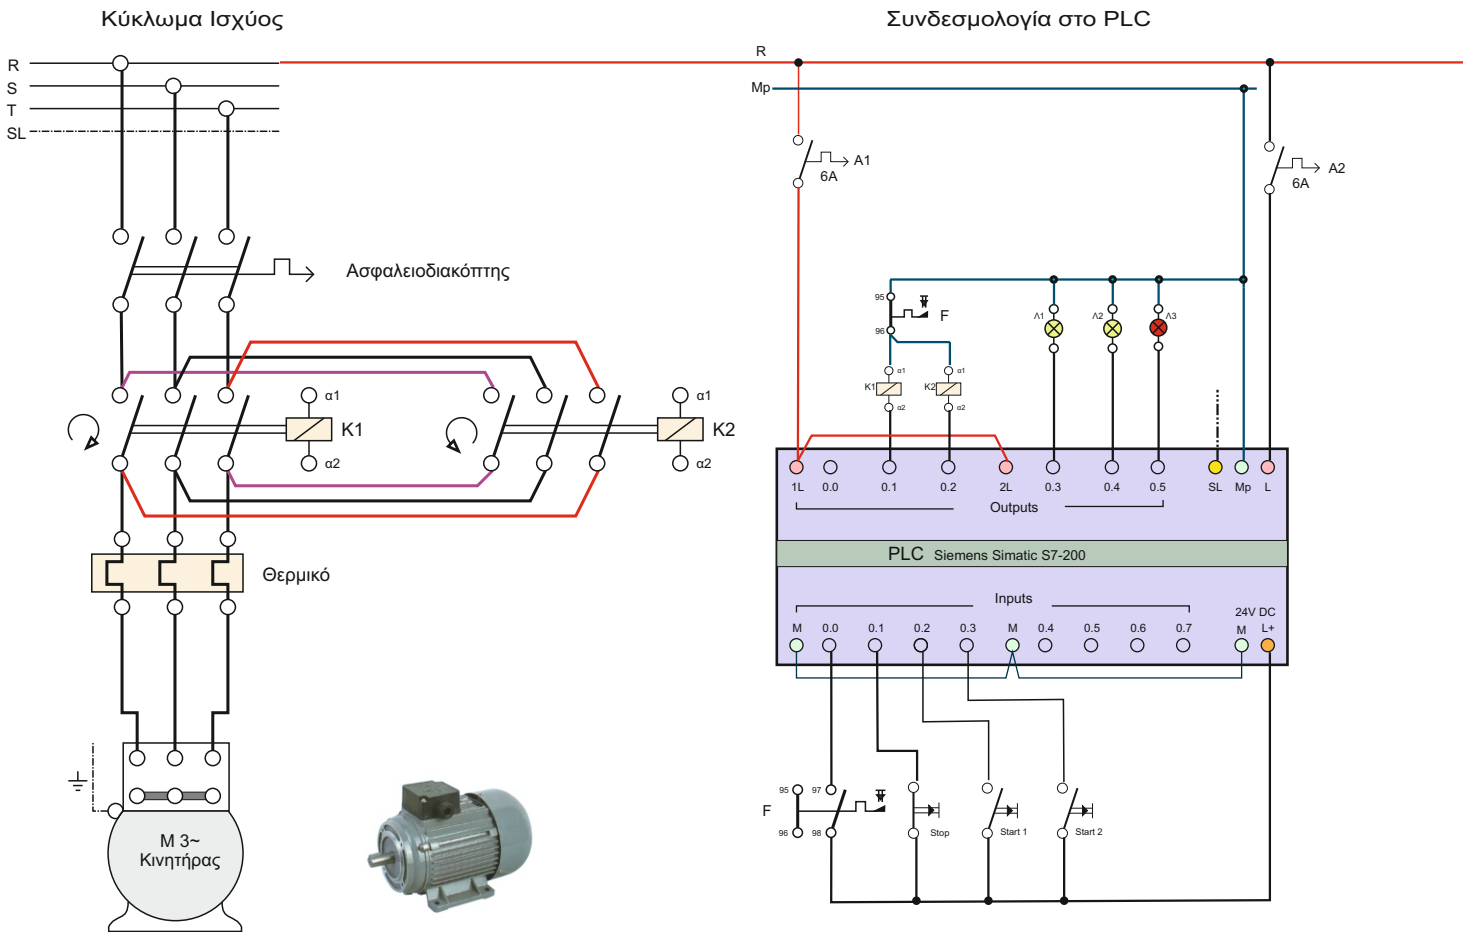 Κύκλωμα Ισχύος
Συνδεσμολογία στο PLC
R
S
T
SL
R
Mp
A1
6A
A2
6A
Ασφαλειοδιακόπτης
95
96
F
Λ1
Λ2
Λ3
K1
α1
α2
K2
α1
α2
α1
K1
α2
α1
K2
α2
1L
0.0
0.1
0.2
2L
0.3
0.4
0.5
SL
Mp
L
Outputs
PLC Siemens Simatic S7-200
Inputs
24V DC
M
0.0
0.1
0.2
0.3
M
0.4
0.5
0.6
0.7
M
L+
Θερμικό
95
97
F
96
98
Stop
Start 1
Start 2
M 3~
Κινητήρας